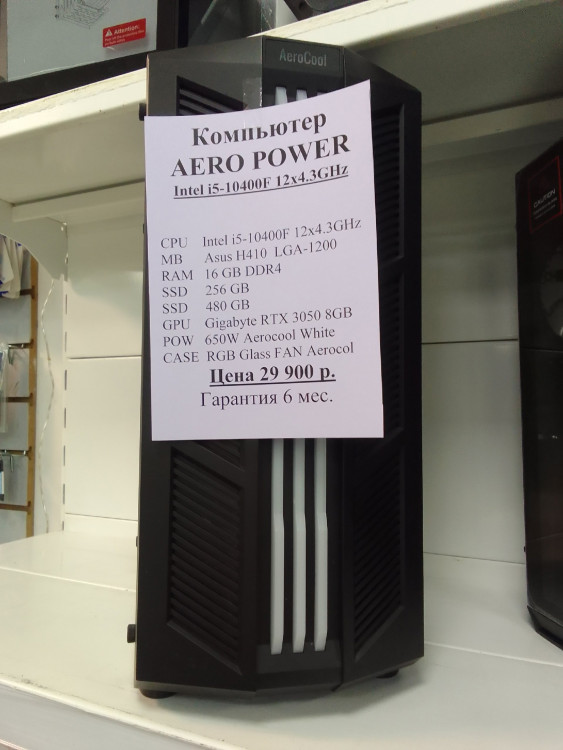 Attention:
AeroCool
Компьютер
AERO POWER
Intel i5-10400F 12x4.3GHz
CPU Intel i5-10400F 12x4.3GHz
MB Asus H410 LGA-1200
RAM 16 GB DDR4
SSD 256 GB
SSD 480 GB
GPU Gigabyte RTX 3050 8GB
POW 650W Aerocool White
CASE RGB Glass FAN Aerocol
Цена 29 900 р.
Гарантия 6 мес.
CAUTION